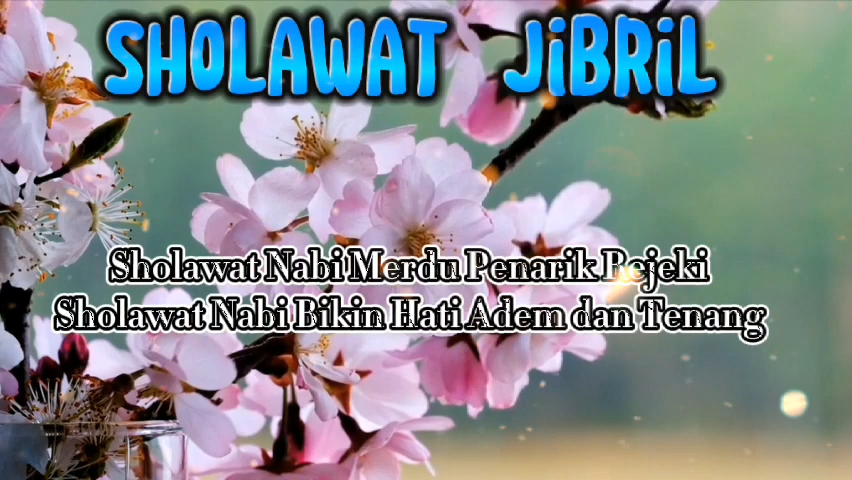 SHOLAWAT JiBRiL
Sholawat Nabi Merdu Penarik Rejeki
Sholawat Nabi Bikin Hati Adem dan Tenang